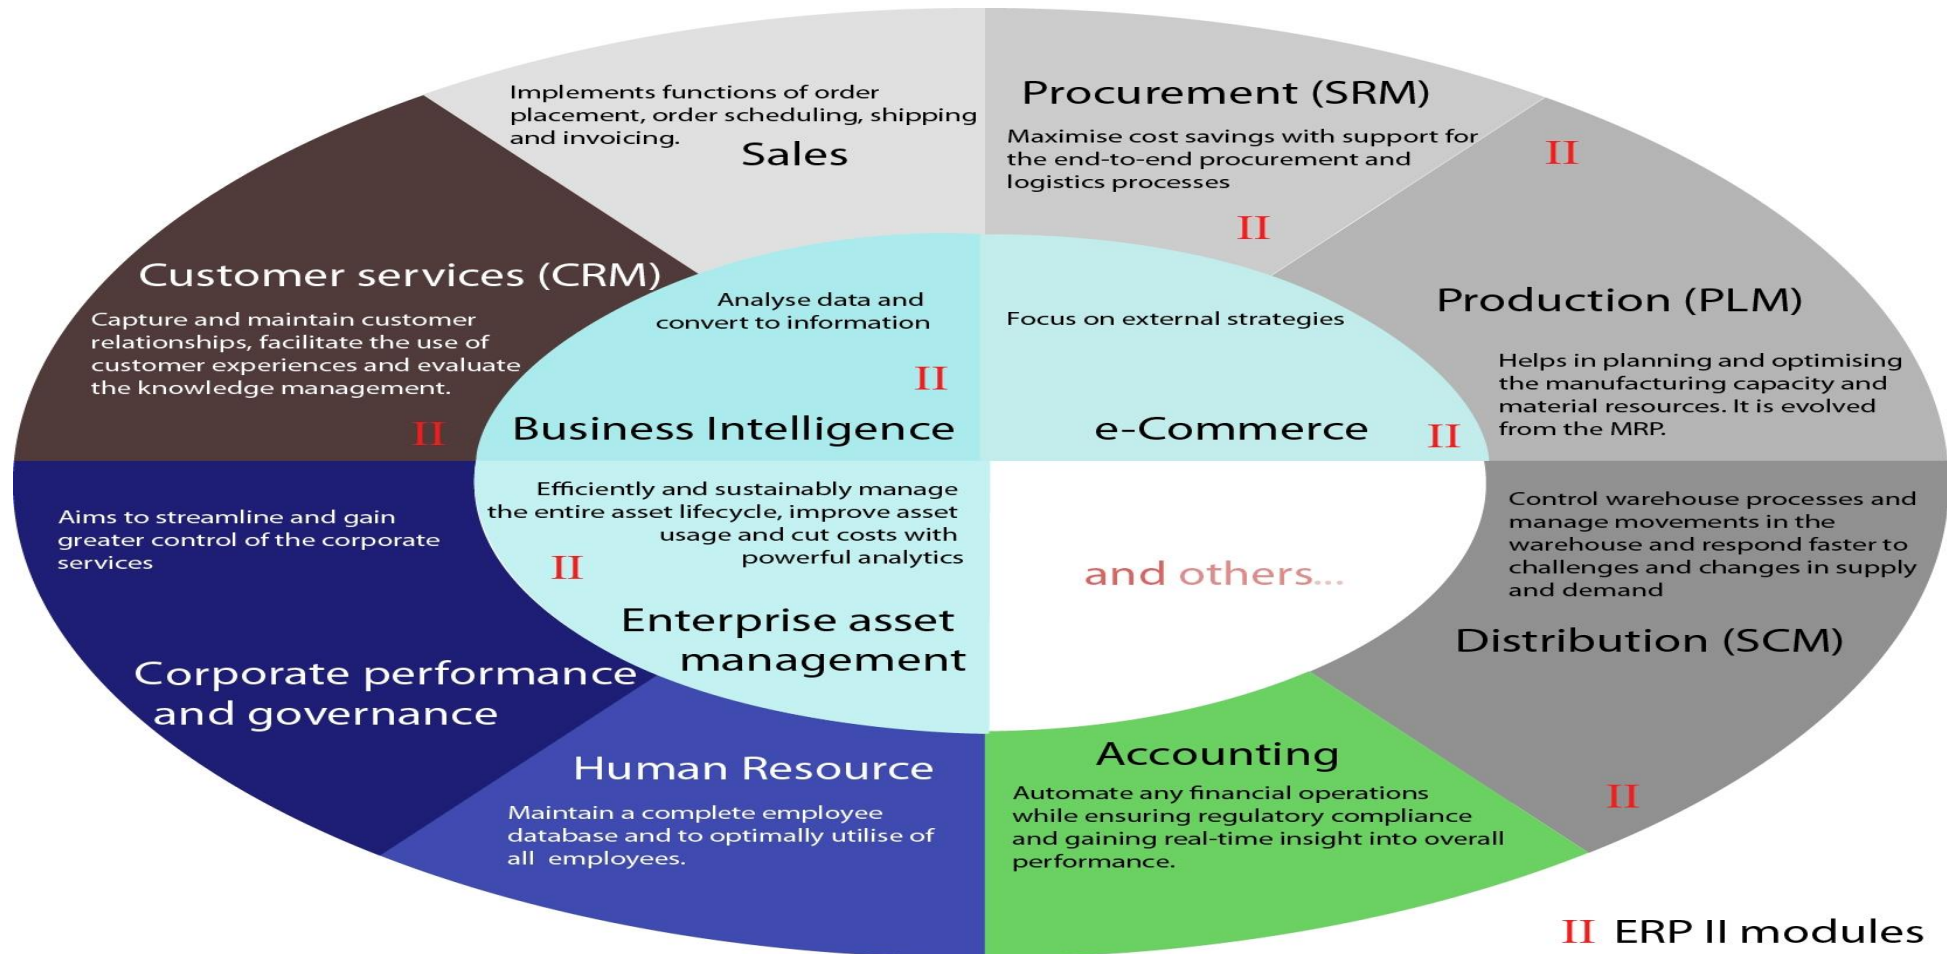 Implements functions of order
placement, order scheduling, shipping
and invoicing.
Sales
Procurement (SRM)
Maximise cost savings with support for
the end-to-end procurement and
logistics processes
II
II
Customer services (CRM)
Capture and maintain customer
relationships, facilitate the use of
customer experiences and evaluate
the knowledge management.
II
Analyse data and
convert to information
II
Business Intelligence
Focus on external strategies
e-Commerce
II
Production (PLM)
Helps in planning and optimising
the manufacturing capacity and
material resources. It is evolved
from the MRP.
Aims to streamline and gain
greater control of the corporate
services
Corporate performance
and governance
Efficiently and sustainably manage
the entire asset lifecycle, improve asset
usage and cut costs with
powerful analytics
II
Enterprise asset
management
and others...
Control warehouse processes and
manage movements in the
warehouse and respond faster to
challenges and changes in supply
and demand
Distribution (SCM)
II
Human Resource
Maintain a complete employee
database and to optimally utilise of
all employees.
Accounting
Automate any financial operations
while ensuring regulatory compliance
and gaining real-time insight into overall
performance.
II ERP II modules